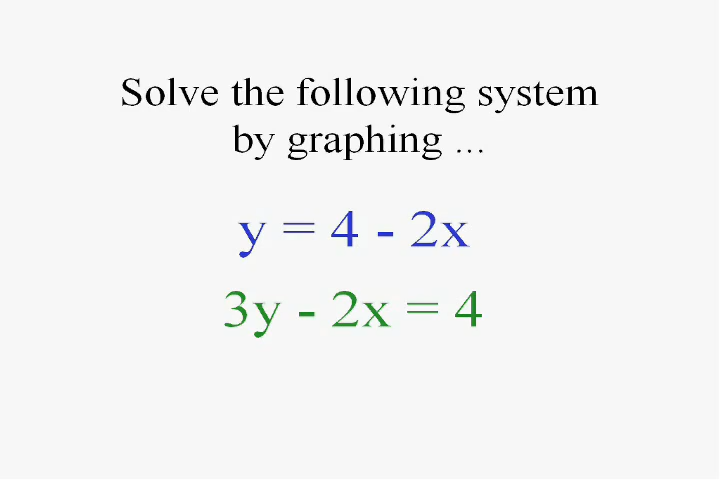 Solve the following system
by graphing ...
y = 4 - 2x
3y - 2x = 4